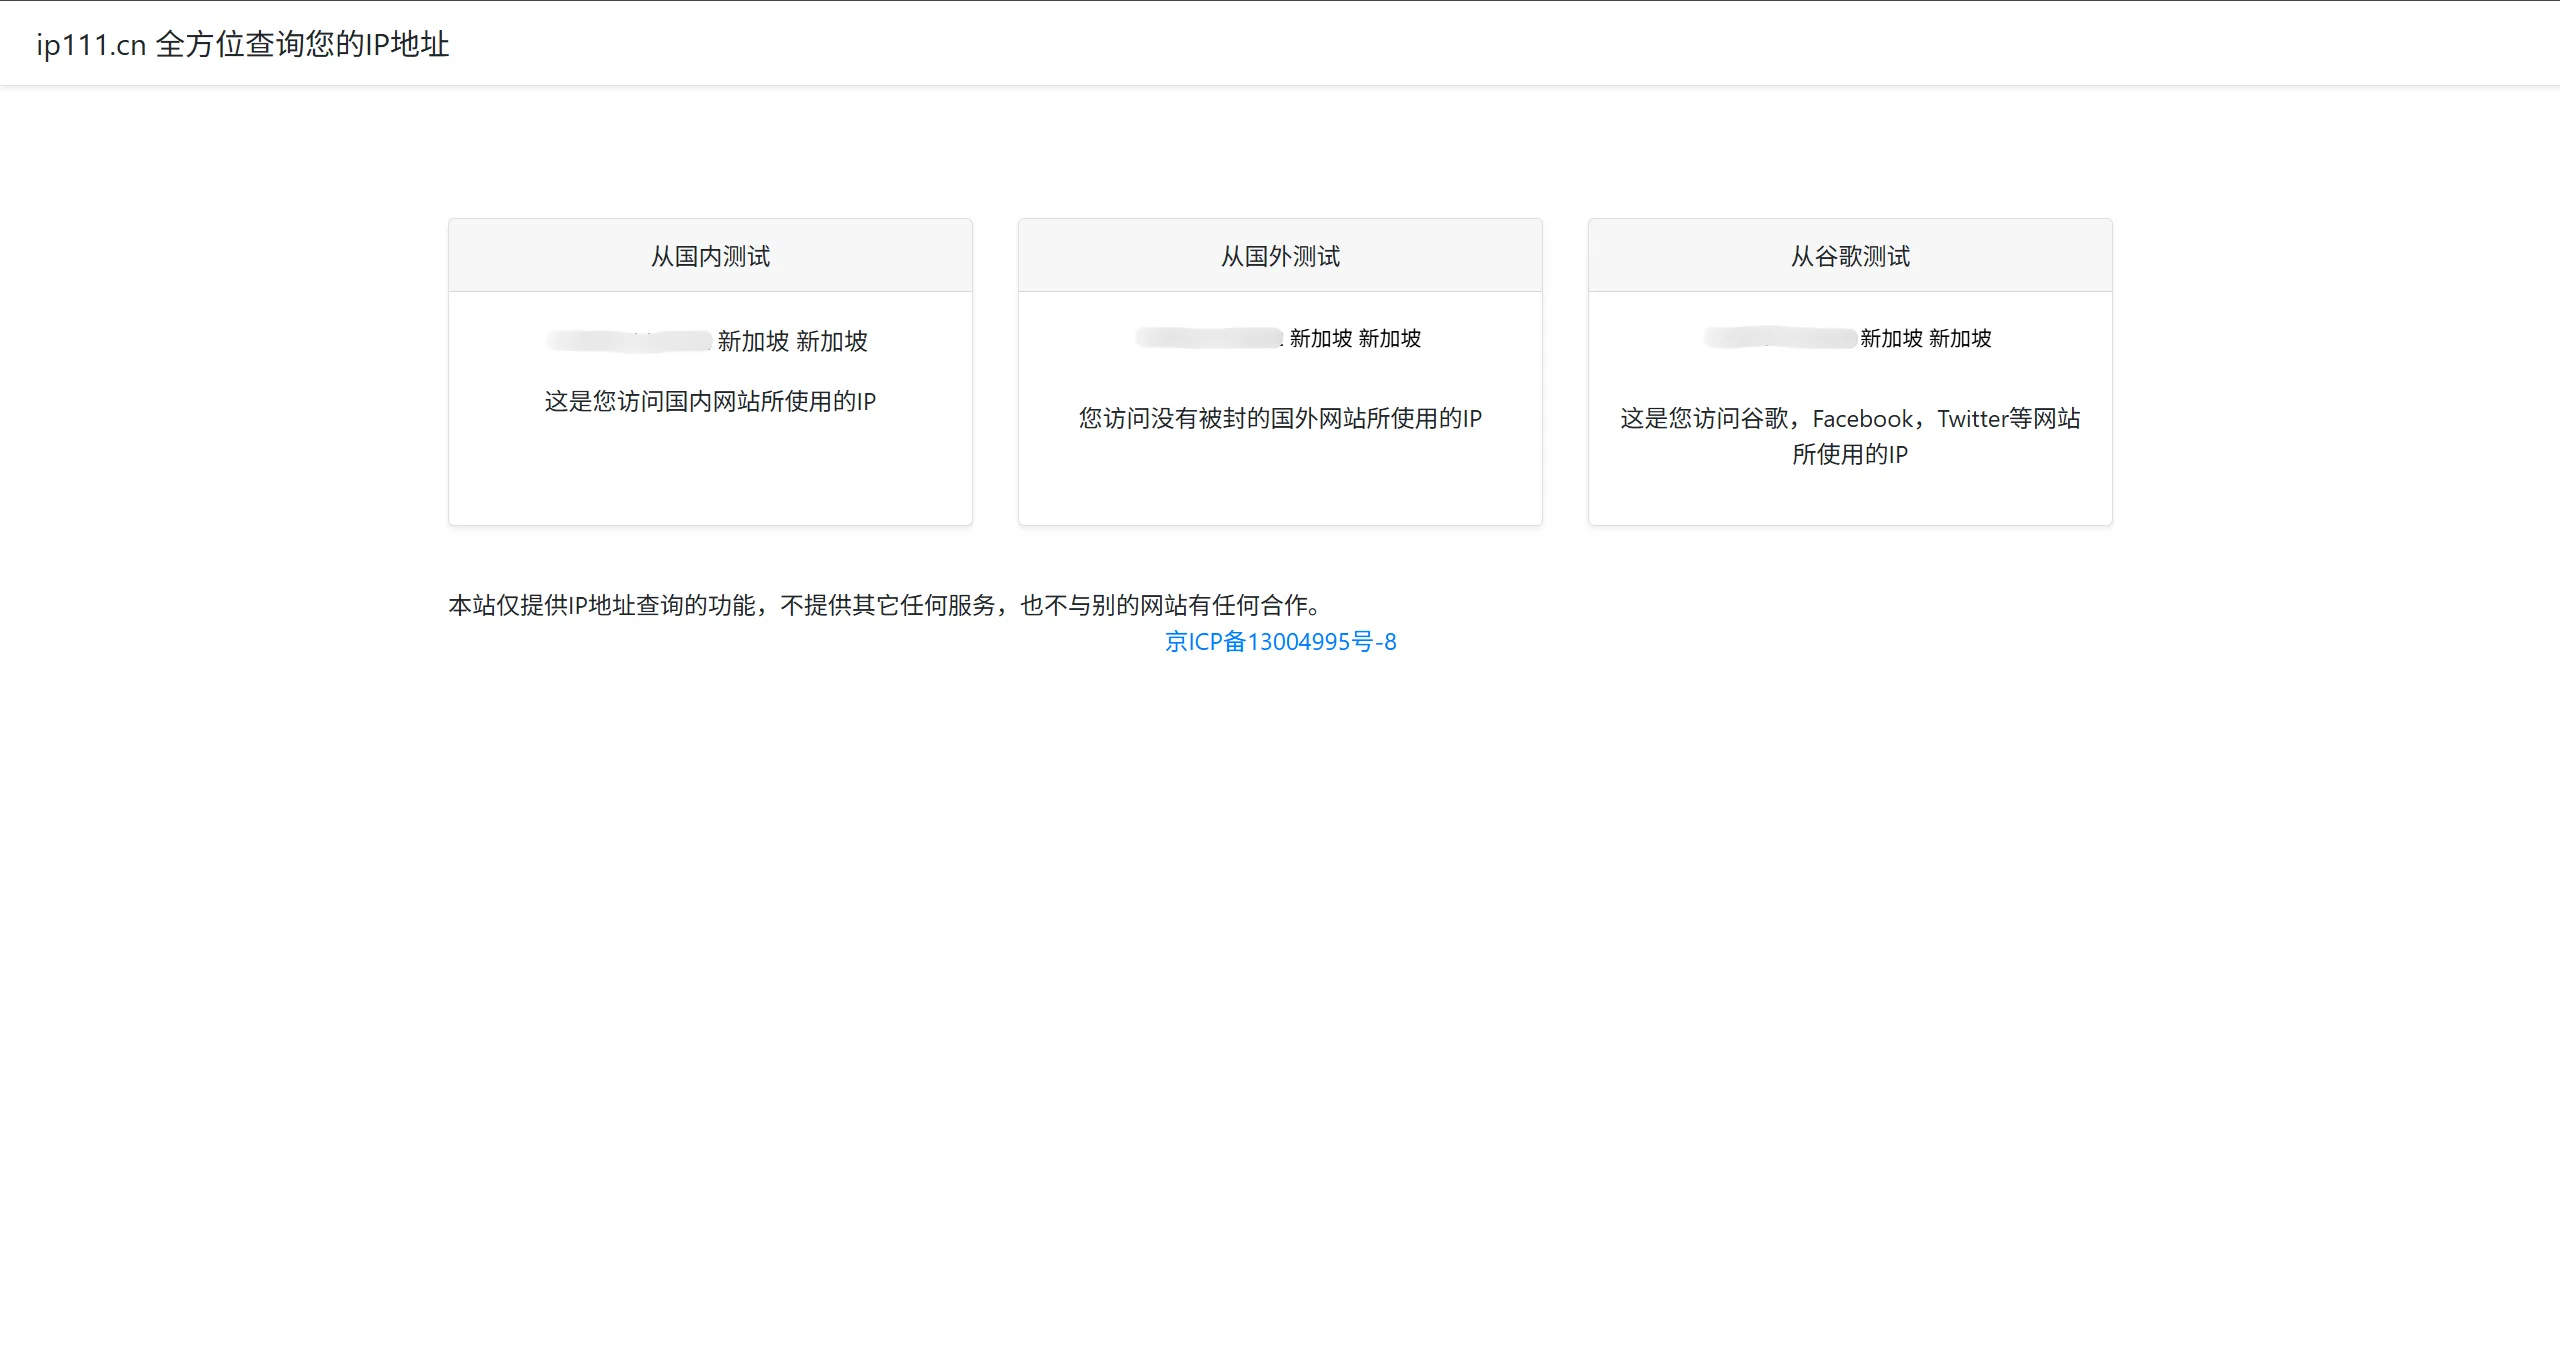 ip111.cn 全方位查询您的IP地址
从国内测试
新加坡 新加坡
这是您访问国内网站所使用的IP
从国外测试
新加坡 新加坡
您访问没有被封的国外网站所使用的IP
从谷歌测试
新加坡 新加坡
这是您访问谷歌，Facebook，Twitter等网站
所使用的IP
本站仅提供IP地址查询的功能，不提供其它任何服务，也不与别的网站有任何合作。
京ICP备13004995号-8